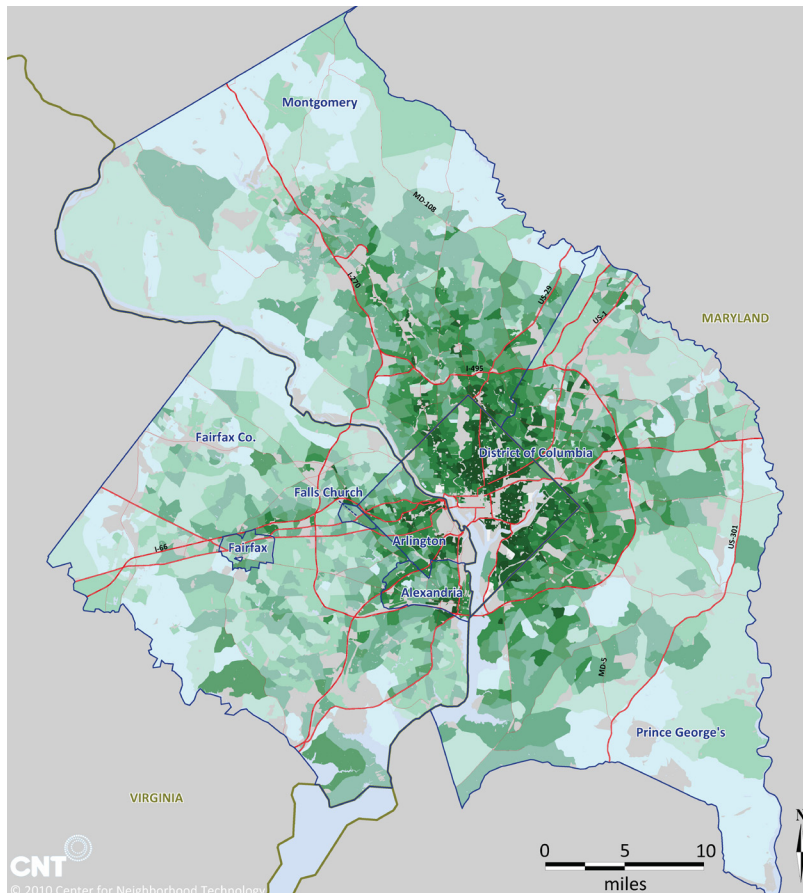 Montgomery
MD-108
I-270
US-29
US-1
MARYLAND
I-495
Fairfax Co.
District of Columbia
Falls Church
Arlington
I-66
Fairfax
US-301
Alexandria
MD-5
Prince George's
VIRGINIA
N
0 5 10
miles
CNT
© 2010 Center for Neighborhood Technology